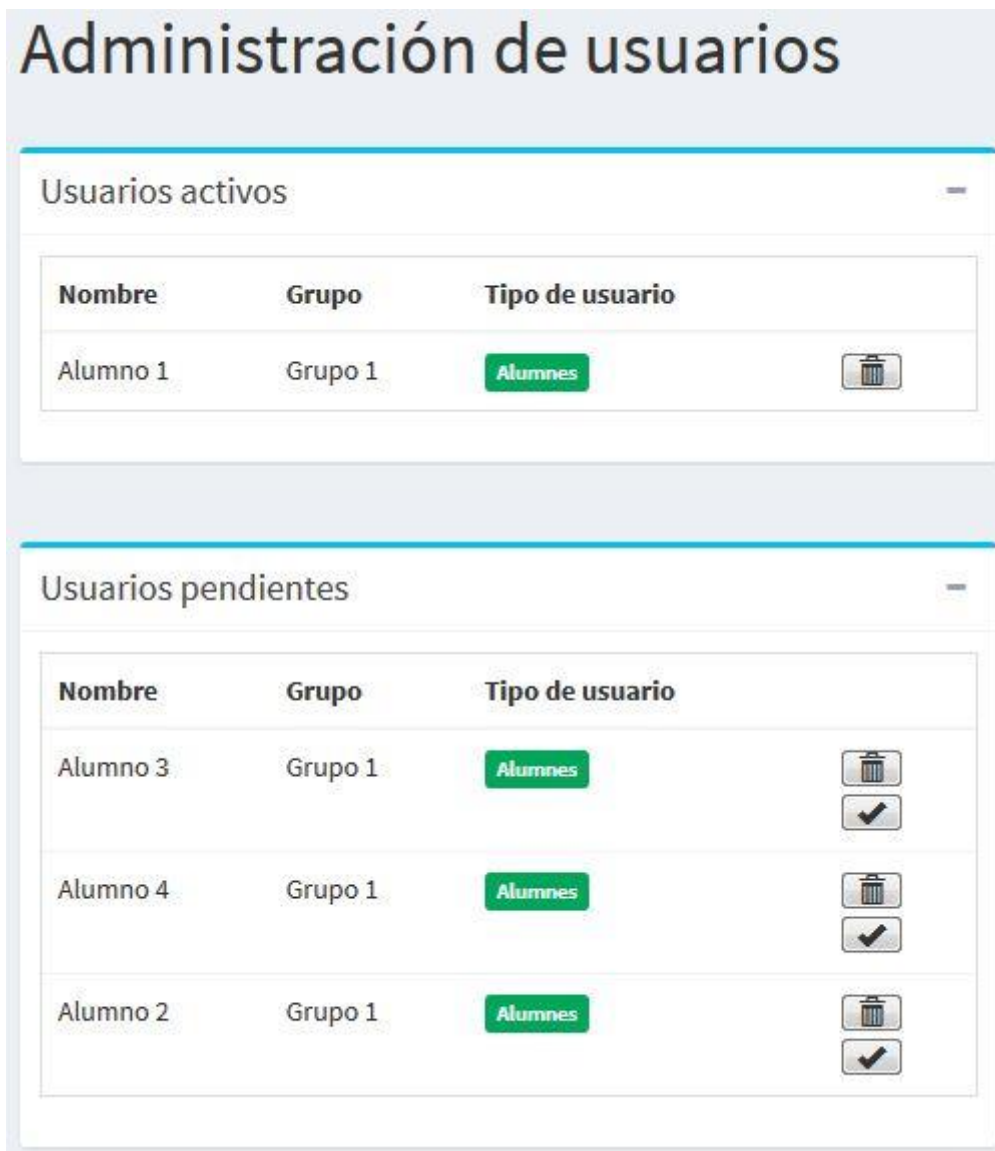 Administración de usuarios
Usuarios activos
Nombre Grupo Tipo de usuario
Alumno 1 Grupo 1 Alumnes
Usuarios pendientes
Nombre Grupo Tipo de usuario
Alumno 3 Grupo 1 Alumnes
Alumno 4 Grupo 1 Alumnes
Alumno 2 Grupo 1 Alumnes